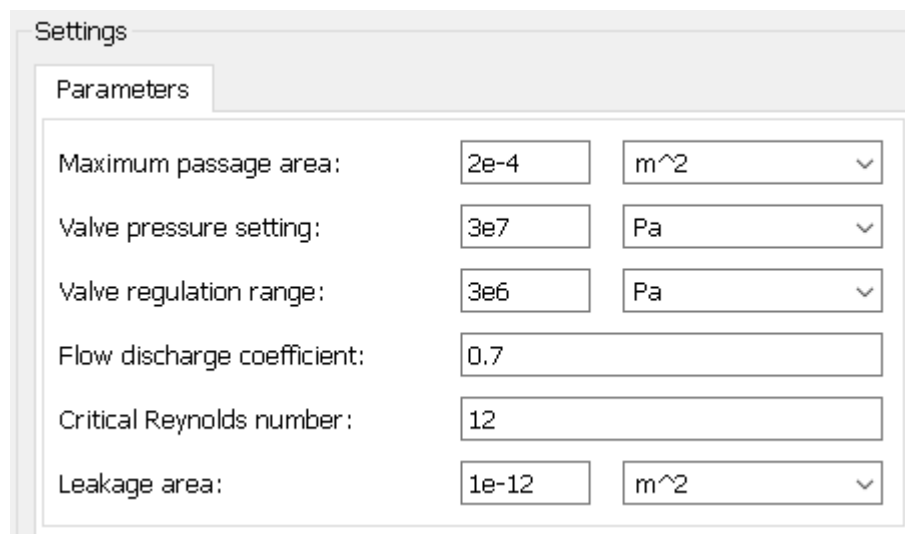 Settings
Parameters
Maximum passage area: 2e-4 m^2
Valve pressure setting: 3e7 Pa
Valve regulation range: 3e6 Pa
Flow discharge coefficient: 0.7
Critical Reynolds number: 12
Leakage area: 1e-12 m^2